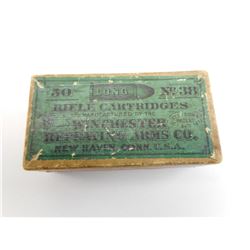 50 LONG No 38
RIFLE CARTRIDGES
MANUFACTURED BY THE
WINCHESTER
REPEATING ARMS CO.
NEW HAVEN, CONN. U.S.A.